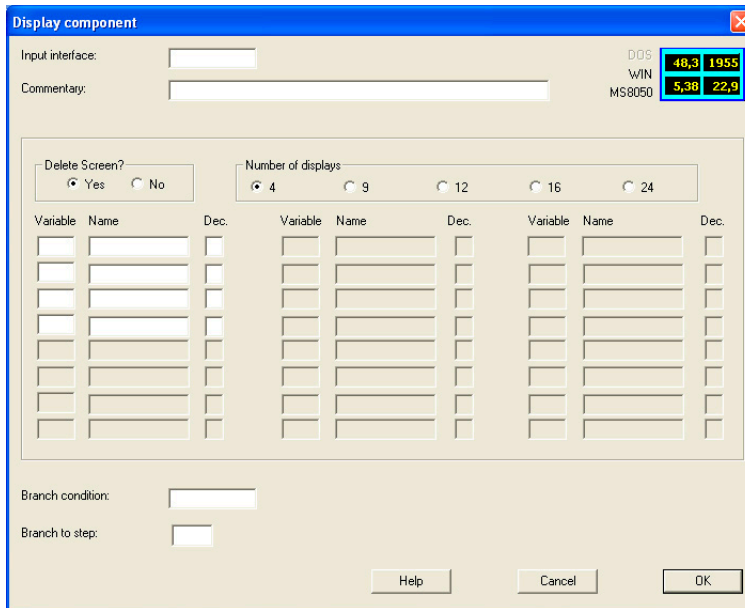 Display component
Input interface:
DOS
WIN
MS8050
48,3 1955
5,38 22,9
Commentary:
Delete Screen?
Yes No
Number of displays
4 9 12 16 24
Variable Name Dec. Variable Name Dec. Variable Name Dec.
Branch condition:
Branch to step:
Help Cancel OK